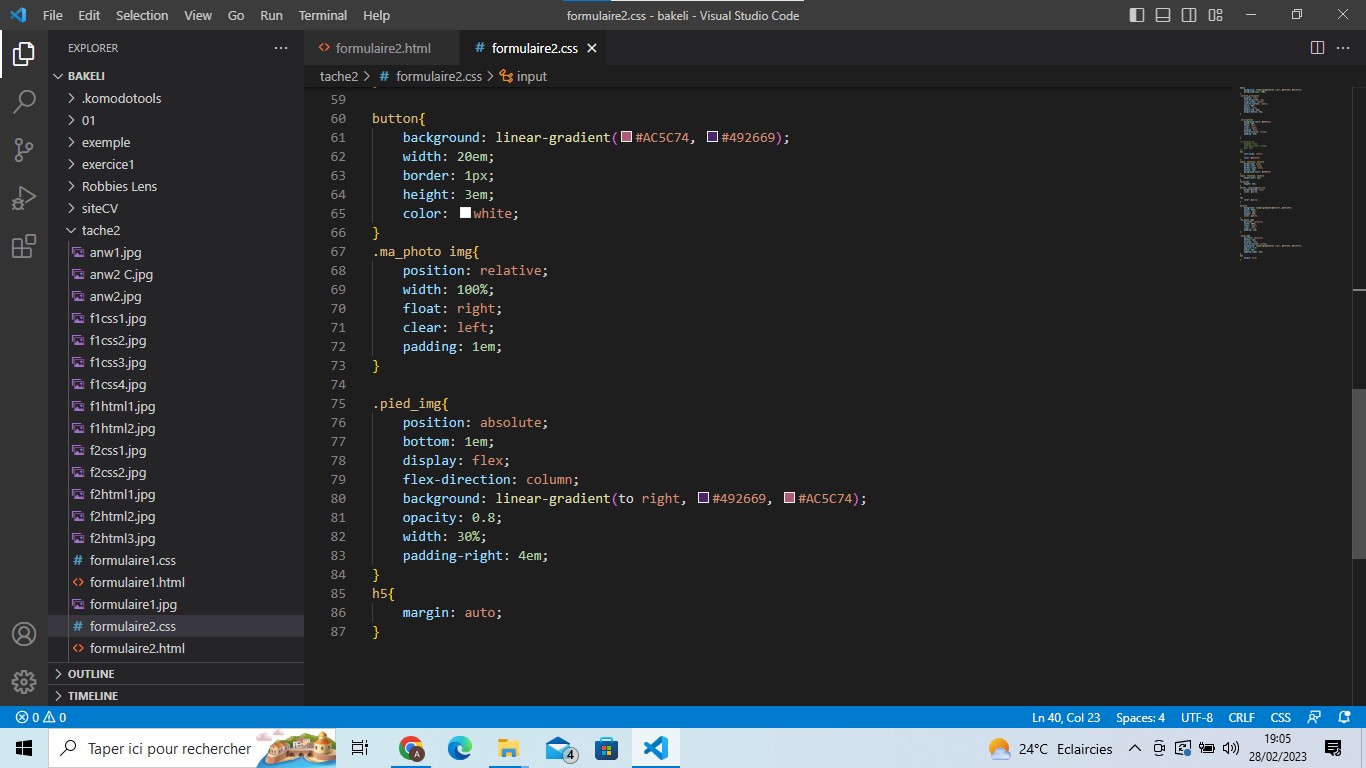 File Edit Selection View Go Run Terminal Help formulaire2.css - bakeli - Visual Studio Code
EXPLORER
BAKELI
.komodotools
01
exemple
exercice1
Robbies Lens
siteCV
tache2
anw1.jpg
anw2 C.jpg
anw2.jpg
f1css1.jpg
f1css2.jpg
f1css3.jpg
f1css4.jpg
f1html1.jpg
f1html2.jpg
f2css1.jpg
f2css2.jpg
f2html1.jpg
f2html2.jpg
f2html3.jpg
formulaire1.css
formulaire1.html
formulaire1.jpg
formulaire2.css
formulaire2.html
OUTLINE
TIMELINE
formulaire2.html formulaire2.css
tache2 > formulaire2.css > input
59
60 button{
61 background: linear-gradient(#AC5C74, #492669);
62 width: 20em;
63 border: 1px;
64 height: 3em;
65 color: white;
66 }
67 .ma_photo img{
68 position: relative;
69 width: 100%;
70 float: right;
71 clear: left;
72 padding: 1em;
73 }
74
75 .pied_img{
76 position: absolute;
77 bottom: 1em;
78 display: flex;
79 flex-direction: column;
80 background: linear-gradient(to right, #492669, #AC5C74);
81 opacity: 0.8;
82 width: 30%;
83 padding-right: 4em;
84 }
85 h5{
86 margin: auto;
87 }
0 0 Ln 40, Col 23 Spaces: 4 UTF-8 CRLF CSS
Taper ici pour rechercher A 4 24°C Eclaircies 19:05
28/02/2023